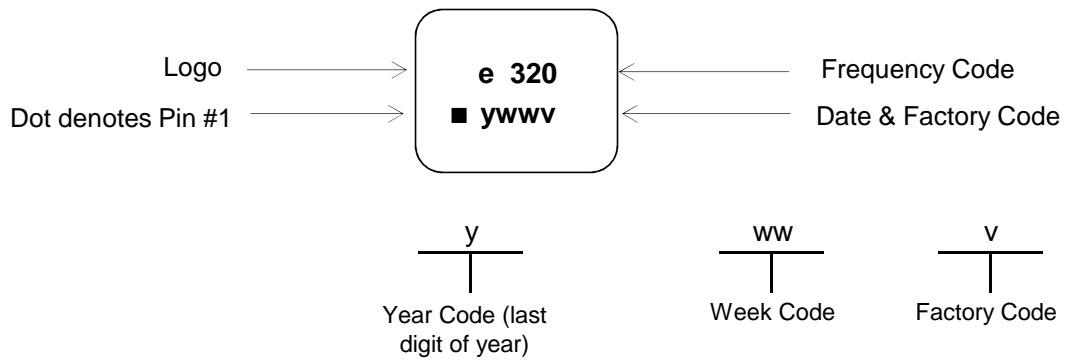 Logo
e 320
Frequency Code
Dot denotes Pin #1
■ ywwv
Date & Factory Code
y
ww
v
Year Code (last
digit of year)
Week Code
Factory Code